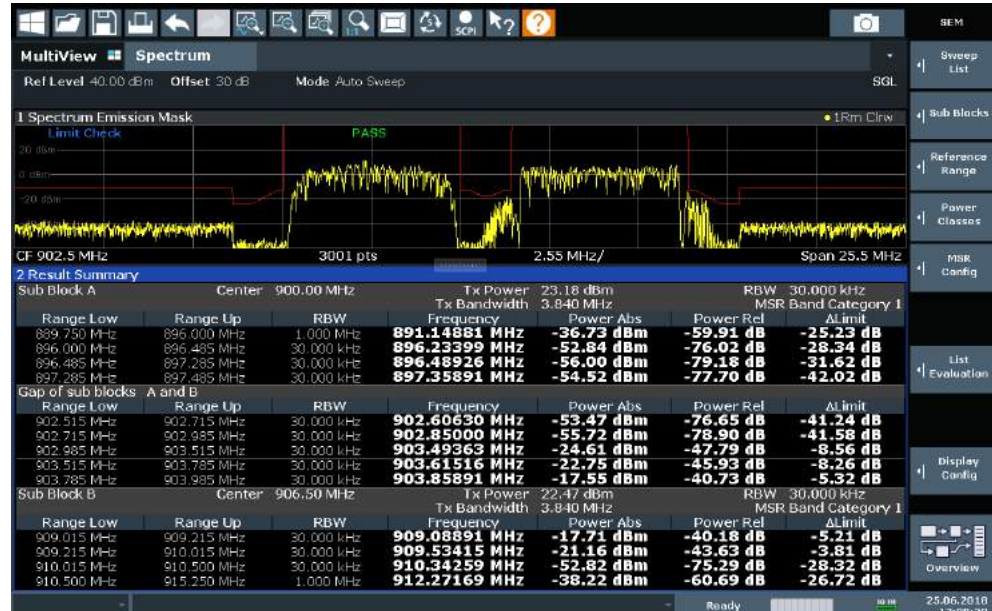 SCPI
1:1
SEM
MultiView Spectrum
Ref Level 40.00 dBm Offset 30 dB Mode Auto Sweep SGL
Sweep List
1 Spectrum Emission Mask 1Rm Clrw
Sub Blocks
Limit Check PASS
20 dBm
0 dBm
-20 dBm
Reference Range
Power Classes
CF 902.5 MHz 3001 pts 2.55 MHz/ Span 25.5 MHz
MSR Config
2 Result Summary
Sub Block A Center 900.00 MHz Tx Power 23.18 dBm RBW 30.000 kHz
Tx Bandwidth 3.840 MHz MSR Band Category 1
Range Low Range Up RBW Frequency Power Abs Power Rel ΔLimit
889.750 MHz 896.000 MHz 1.000 MHz 891.14881 MHz -36.73 dBm -59.91 dB -25.23 dB
896.000 MHz 896.485 MHz 30.000 kHz 896.23399 MHz -52.84 dBm -76.02 dB -28.34 dB
896.485 MHz 897.285 MHz 30.000 kHz 896.48926 MHz -56.00 dBm -79.18 dB -31.62 dB
897.285 MHz 897.485 MHz 30.000 kHz 897.35891 MHz -54.52 dBm -77.70 dB -42.02 dB
List Evaluation
Gap of sub blocks A and B
Range Low Range Up RBW Frequency Power Abs Power Rel ΔLimit
902.515 MHz 902.715 MHz 30.000 kHz 902.60630 MHz -53.47 dBm -76.65 dB -41.24 dB
902.715 MHz 902.985 MHz 30.000 kHz 902.85000 MHz -55.72 dBm -78.90 dB -41.58 dB
902.985 MHz 903.515 MHz 30.000 kHz 903.49363 MHz -24.61 dBm -47.79 dB -8.56 dB
903.515 MHz 903.785 MHz 30.000 kHz 903.61516 MHz -22.75 dBm -45.93 dB -8.26 dB
903.785 MHz 903.985 MHz 30.000 kHz 903.85891 MHz -17.55 dBm -40.73 dB -5.32 dB
Display Config
Sub Block B Center 906.50 MHz Tx Power 22.47 dBm RBW 30.000 kHz
Tx Bandwidth 3.840 MHz MSR Band Category 1
Range Low Range Up RBW Frequency Power Abs Power Rel ΔLimit
909.015 MHz 909.215 MHz 30.000 kHz 909.08891 MHz -17.71 dBm -40.18 dB -5.21 dB
909.215 MHz 910.015 MHz 30.000 kHz 909.53415 MHz -21.16 dBm -43.63 dB -3.81 dB
910.015 MHz 910.500 MHz 30.000 kHz 910.34259 MHz -52.82 dBm -75.29 dB -28.32 dB
910.500 MHz 915.250 MHz 1.000 MHz 912.27169 MHz -38.22 dBm -60.69 dB -26.72 dB
Overview
Ready 25.06.2018